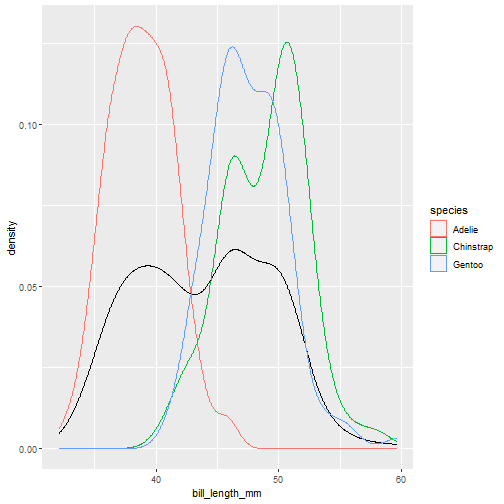 0.10
0.05
0.00
density
40
50
60
bill_length_mm
species
Adelie
Chinstrap
Gentoo